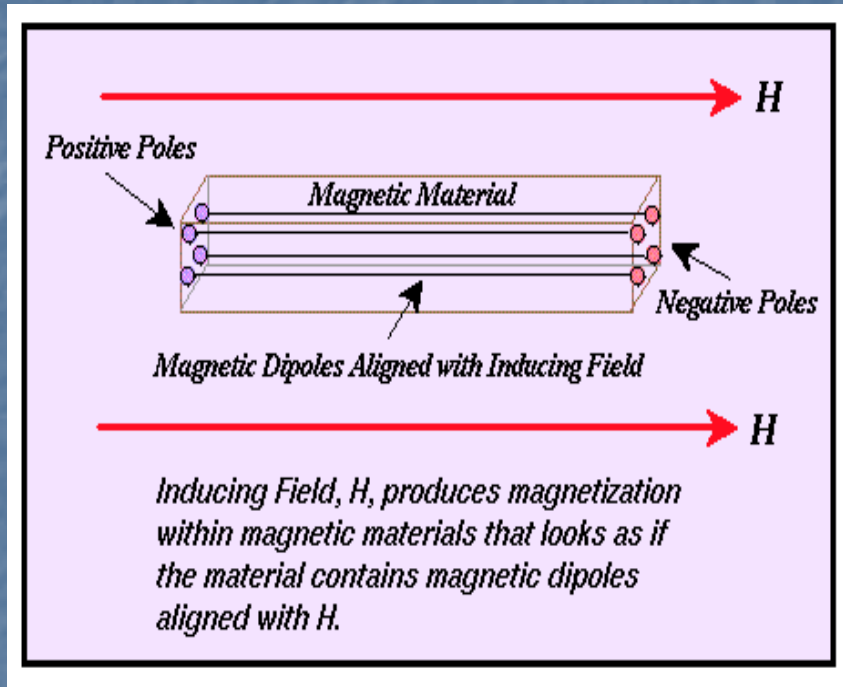 H
Positive Poles
Magnetic Material
Negative Poles
Magnetic Dipoles Aligned with Inducing Field
H
Inducing Field, H, produces magnetization
within magnetic materials that looks as if
the material contains magnetic dipoles
aligned with H.